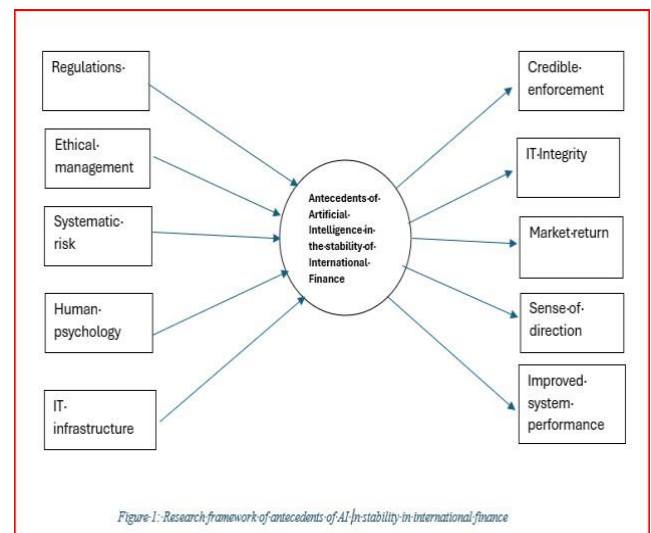 Regulations·
Ethical·
management
Systematic·
risk
Human·
psychology
IT·
infrastructure
Antecedents·of·
Artificial·
Intelligence·in·
the·stability·of·
International·
Finance
Credible·
enforcement
IT·Integrity
Market·return
Sense·of·
direction
Improved·
system·
performance
Figure·1:·Research·framework·of·antecedents·of·AI·in·stability·in·international·finance